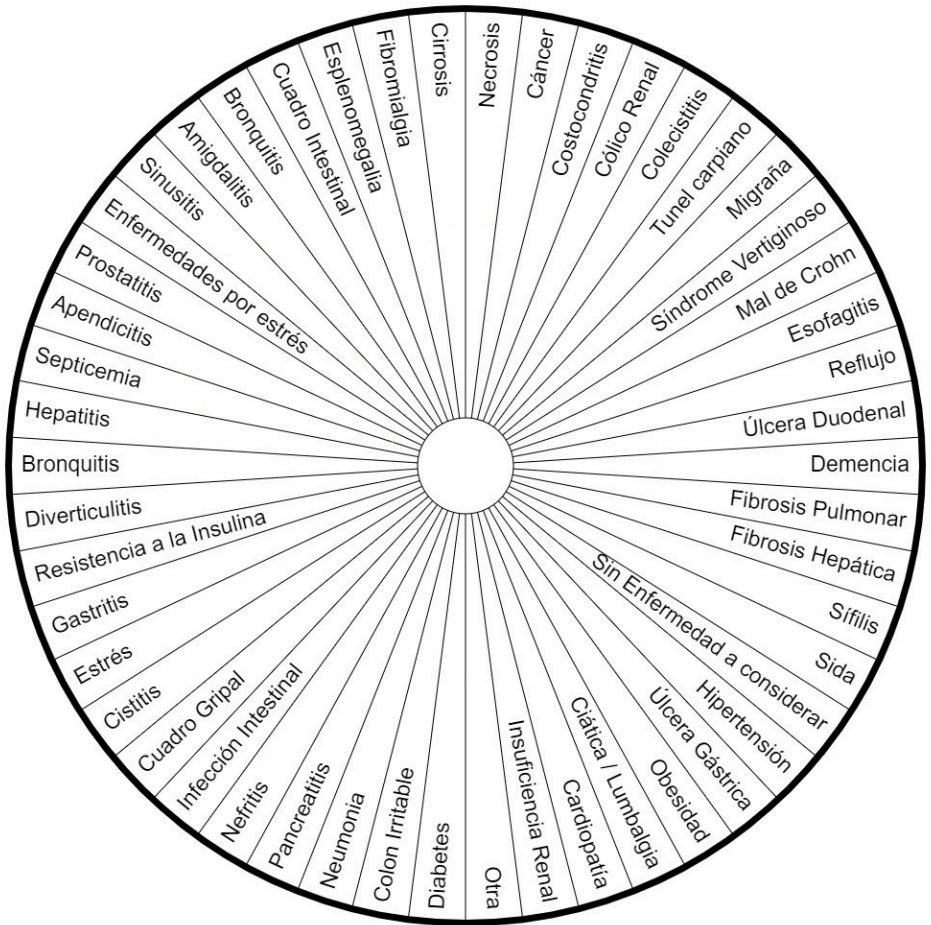 Necrosis
Cáncer
Costocondritis
Cólico Renal
Colecistitis
Tunel carpiano
Migraña
Síndrome Vertiginoso
Mal de Crohn
Esofagitis
Reflujo
Úlcera Duodenal
Demencia
Fibrosis Pulmonar
Fibrosis Hepática
Sífilis
Sida
Sin Enfermedad a considerar
Hipertensión
Úlcera Gástrica
Obesidad
Ciática / Lumbalgia
Cardiopatía
Insuficiencia Renal
Otra
Diabetes
Colon Irritable
Neumonia
Pancreatitis
Nefritis
Infección Intestinal
Cuadro Gripal
Cistitis
Estrés
Gastritis
Resistencia a la Insulina
Diverticulitis
Bronquitis
Hepatitis
Septicemia
Apendicitis
Prostatitis
Enfermedades por estrés
Sinusitis
Amigdalitis
Bronquitis
Cuadro Intestinal
Esplenomegalia
Fibromialgia
Cirrosis